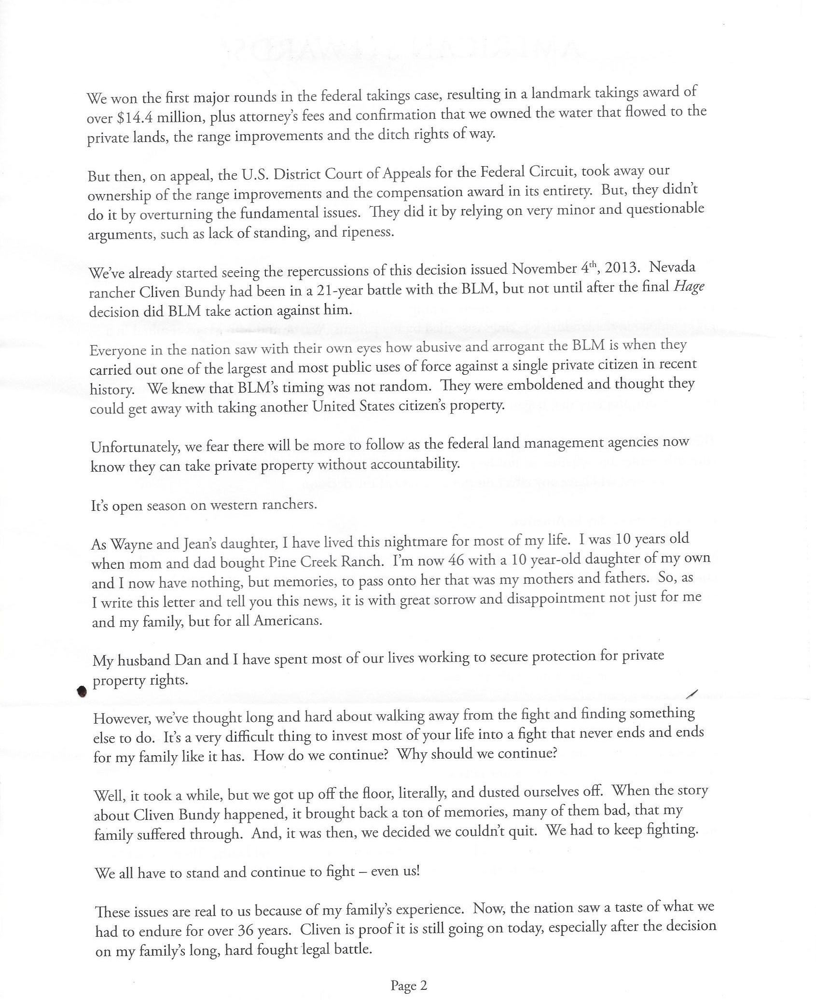 We won the first major rounds in the federal takings case, resulting in a landmark takings award of
over $14.4 million, plus attorney's fees and confirmation that we owned the water that flowed to the
private lands, the range improvements and the ditch rights of way.
But then, on appeal, the U.S. District Court of Appeals for the Federal Circuit, took away our
ownership of the range improvements and the compensation award in its entirety.  But, they didn't
do it by overturning the fundamental issues.  They did it by relying on very minor and questionable
arguments, such as lack of standing, and ripeness.
We've already started seeing the repercussions of this decision issued November 4th, 2013.  Nevada
rancher Cliven Bundy had been in a 21-year battle with the BLM, but not until after the final Hage
decision did BLM take action against him.
Everyone in the nation saw with their own eyes how abusive and arrogant the BLM is when they
carried out one of the largest and most public uses of force against a single private citizen in recent
history.   We knew that BLM's timing was not random.  They were emboldened and thought they
could get away with taking another United States citizen's property.
Unfortunately, we fear there will be more to follow as the federal land management agencies now
know they can take private property without accountability.
It's open season on western ranchers.
As Wayne and Jean's daughter, I have lived this nightmare for most of my life.  I was 10 years old
when mom and dad bought Pine Creek Ranch.  I'm now 46 with a 10 year-old daughter of my own
and I now have nothing, but memories, to pass onto her that was my mothers and fathers.  So, as
I write this letter and tell you this news, it is with great sorrow and disappointment not just for me
and my family, but for all Americans.
My husband Dan and I have spent most of our lives working to secure protection for private
property rights.
However, we've thought long and hard about walking away from the fight and finding something
else to do.  It's a very difficult thing to invest most of your life into a fight that never ends and ends
for my family like it has.  How do we continue?  Why should we continue?
Well, it took a while, but we got up off the floor, literally, and dusted ourselves off.  When the story
about Cliven Bundy happened, it brought back a ton of memories, many of them bad, that my
family suffered through.  And, it was then, we decided we couldn't quit.  We had to keep fighting.
We all have to stand and continue to fight – even us!
These issues are real to us because of my family's experience.  Now, the nation saw a taste of what we
had to endure for over 36 years.  Cliven is proof it is still going on today, especially after the decision
on my family's long, hard fought legal battle.
Page 2